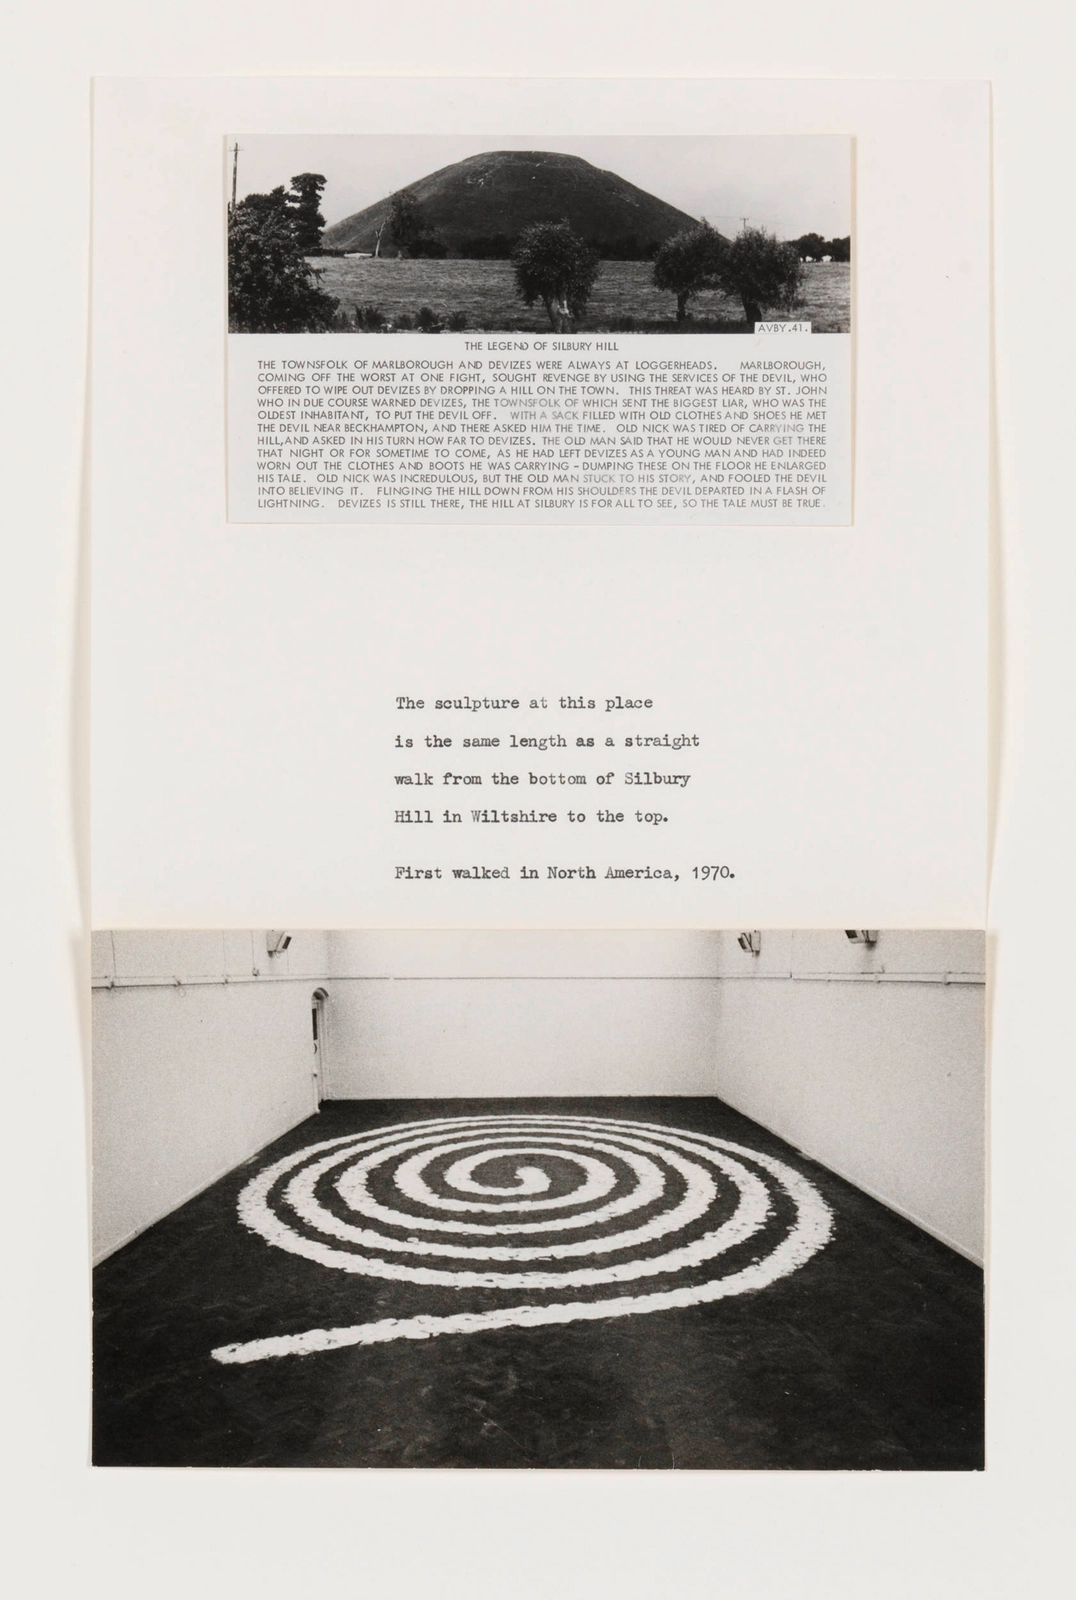 AVBY.41.
THE LEGEND OF SILBURY HILL
THE TOWNSFOLK OF MARLBOROUGH AND DEVIZES WERE ALWAYS AT LOGGERHEADS. MARLBOROUGH,
COMING OFF THE WORST AT ONE FIGHT, SOUGHT REVENGE BY USING THE SERVICES OF THE DEVIL, WHO
OFFERED TO WIPE OUT DEVIZES BY DROPPING A HILL ON THE TOWN. THIS THREAT WAS HEARD BY ST. JOHN
WHO IN DUE COURSE WARNED DEVIZES, THE TOWNSFOLK OF WHICH SENT THE BIGGEST LIAR, WHO WAS THE
OLDEST INHABITANT, TO PUT THE DEVIL OFF. WITH A SACK FILLED WITH OLD CLOTHES AND SHOES HE MET
THE DEVIL NEAR BECKHAMPTON, AND THERE ASKED HIM THE TIME. OLD NICK WAS TIRED OF CARRYING THE
HILL, AND ASKED IN HIS TURN HOW FAR TO DEVIZES. THE OLD MAN SAID THAT HE WOULD NEVER GET THERE
THAT NIGHT OR FOR SOMETIME TO COME, AS HE HAD LEFT DEVIZES AS A YOUNG MAN AND HAD INDEED
WORN OUT THE CLOTHES AND BOOTS HE WAS CARRYING – DUMPING THESE ON THE FLOOR HE ENLARGED
HIS TALE. OLD NICK WAS INCREDULOUS, BUT THE OLD MAN STUCK TO HIS STORY, AND FOOLED THE DEVIL
INTO BELIEVING IT. FLINGING THE HILL DOWN FROM HIS SHOULDERS THE DEVIL DEPARTED IN A FLASH OF
LIGHTNING. DEVIZES IS STILL THERE, THE HILL AT SILBURY IS FOR ALL TO SEE, SO THE TALE MUST BE TRUE.
The sculpture at this place
is the same length as a straight
walk from the bottom of Silbury
Hill in Wiltshire to the top.
First walked in North America, 1970.